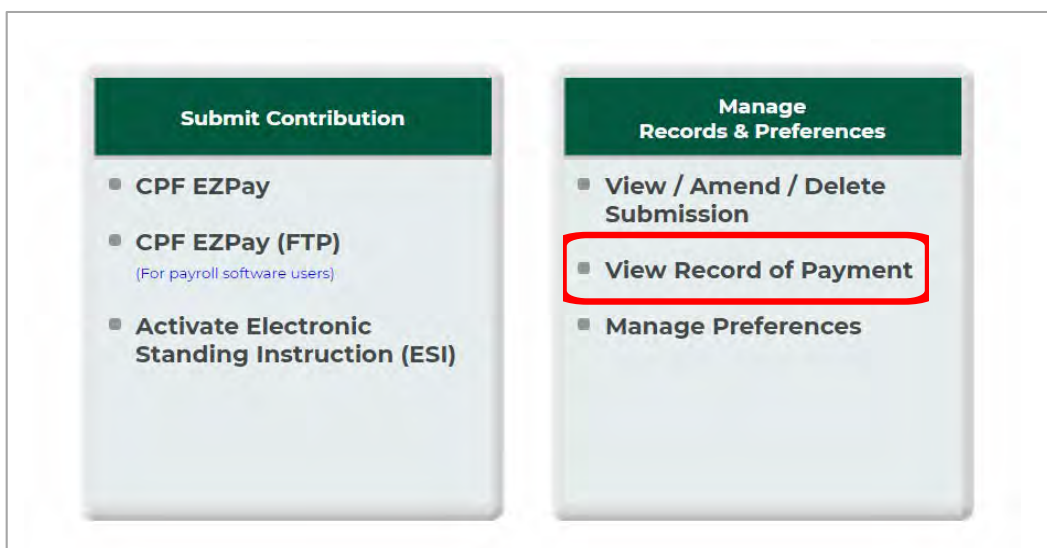 Submit Contribution
CPF EZPay
CPF EZPay (FTP)
(For payroll software users)
Activate Electronic
Standing Instruction (ESI)
Manage
Records & Preferences
View / Amend / Delete
Submission
View Record of Payment
Manage Preferences